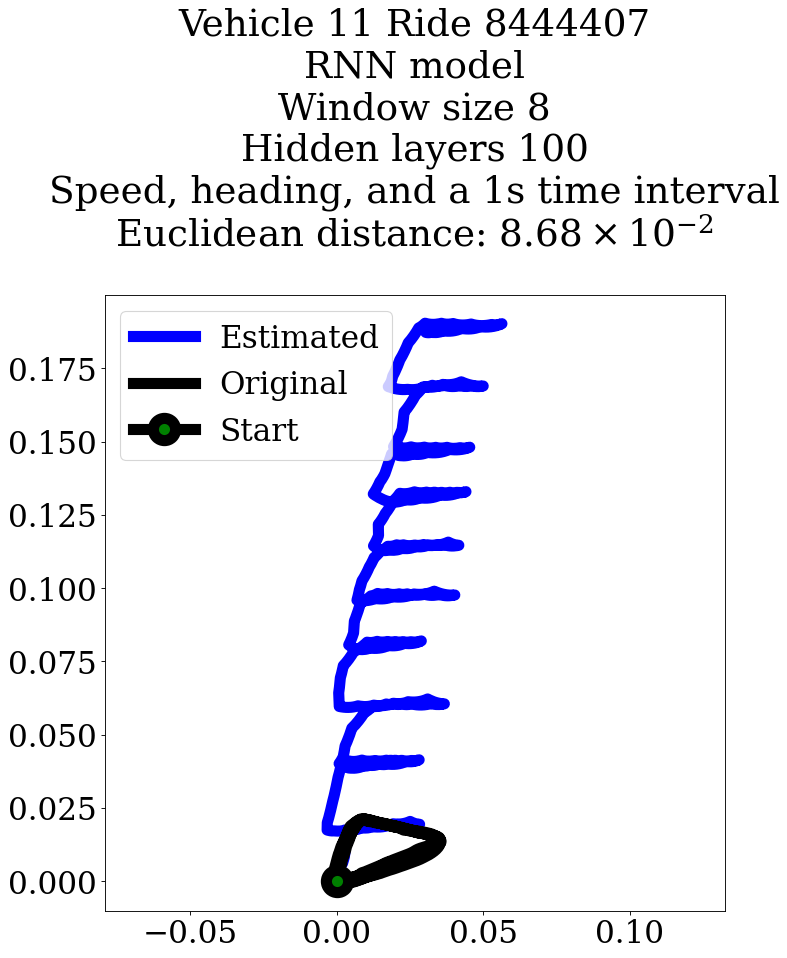 Vehicle 11 Ride 8444407
RNN model
Window size 8
Hidden layers 100
Speed, heading, and a 1s time interval
Euclidean distance: 8.68 × 10⁻²
Estimated
Original
Start
0.175
0.150
0.125
0.100
0.075
0.050
0.025
0.000
−0.05 0.00 0.05 0.10